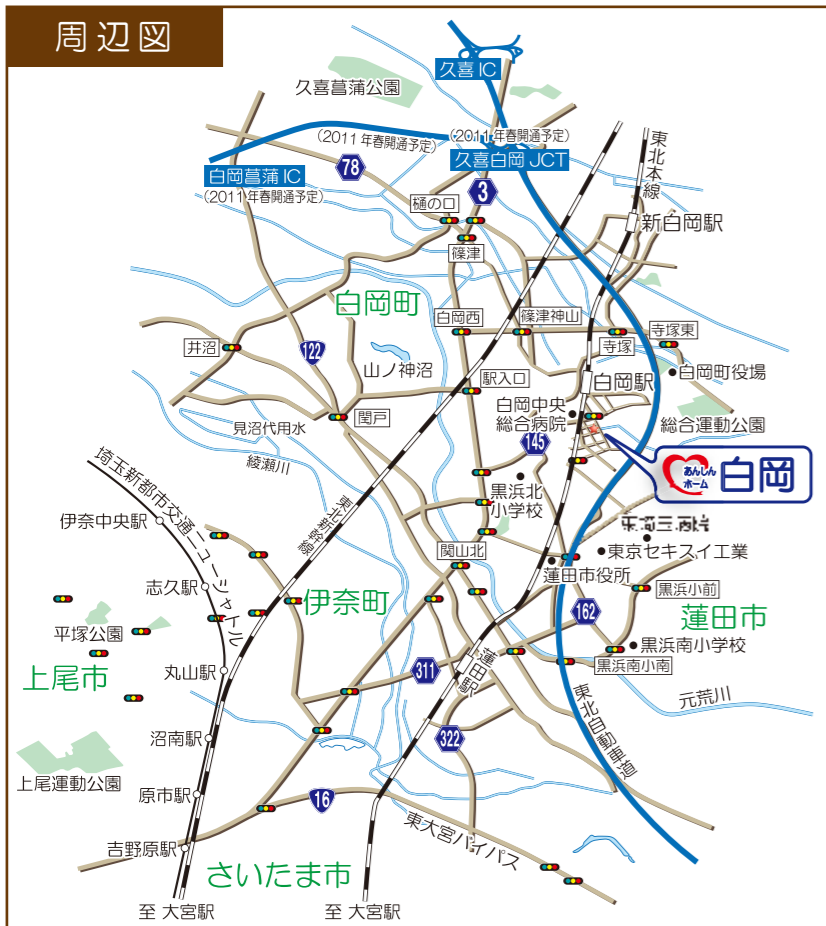 周辺図
久喜IC
久喜菖蒲公園
(2011年春開通予定)
(2011年春開通予定)
久喜白岡JCT
白岡菖蒲IC
(2011年春開通予定)
78
3
東北本線
樋の口
新白岡駅
篠津
白岡町
白岡西
篠津神山
寺塚東
寺塚
井沼
122
山ノ神沼
駅入口
白岡駅
白岡町役場
関戸
白岡中央
総合病院
総合運動公園
見沼代用水
145
綾瀬川
あんしん
ホーム
白岡
埼玉新都市交通ニューシャトル
東北新幹線
黒浜北
小学校
伊奈中央駅
関山北
東京セキスイ工業
蓮田市役所
志久駅
黒浜小前
伊奈町
162
蓮田市
平塚公園
黒浜南小学校
上尾市
丸山駅
311
蓮田駅
黒浜南小南
元荒川
沼南駅
322
東北自動車道
上尾運動公園
原市駅
16
東大宮バイパス
吉野原駅
さいたま市
至 大宮駅
至 大宮駅